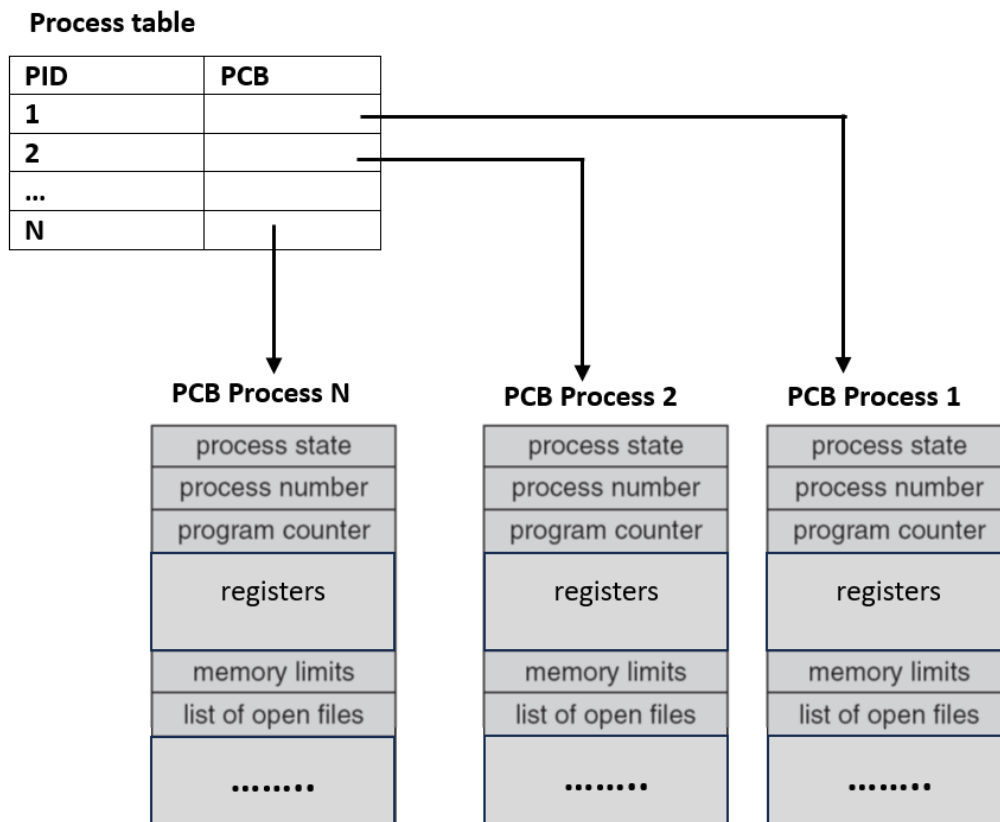 Process table
PID PCB
1
2
...
N
PCB Process N
process state
process number
program counter
registers
memory limits
list of open files
........
PCB Process 2
process state
process number
program counter
registers
memory limits
list of open files
........
PCB Process 1
process state
process number
program counter
registers
memory limits
list of open files
........